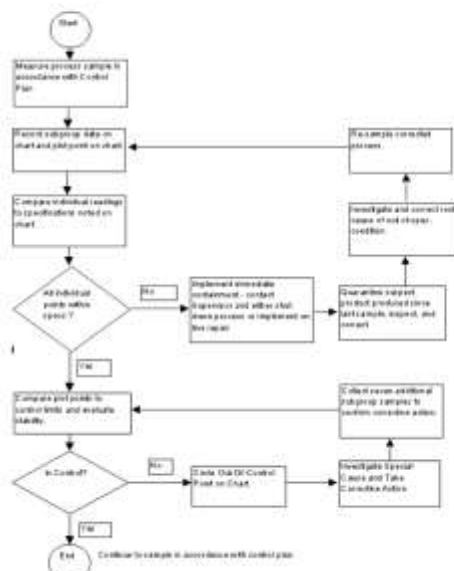 Start
Measure process sample in
accordance with Control
Plan
Record subgroup data on
chart and plot point on chart
Re-sample corrected
process
Compare individual readings
to specifications noted on
chart
Investigate and correct root
cause of out of spec
condition
All individual
points within
specs ?
No
Implement immediate
containment - contact
supervisor and either shut
down process or implement on
line repair
Quarantine suspect
product produced since
last sample, inspect, and
Yes
Compare plot points to
control limits and evaluate
stability.
Collect seven additional
subgroup samples to
confirm corrective action
In Control?
No
Circle Out-Of-Control
Point on Chart
Investigate Special
Cause and Take
Corrective Action
Yes
End
Continue to sample in accordance with control plan